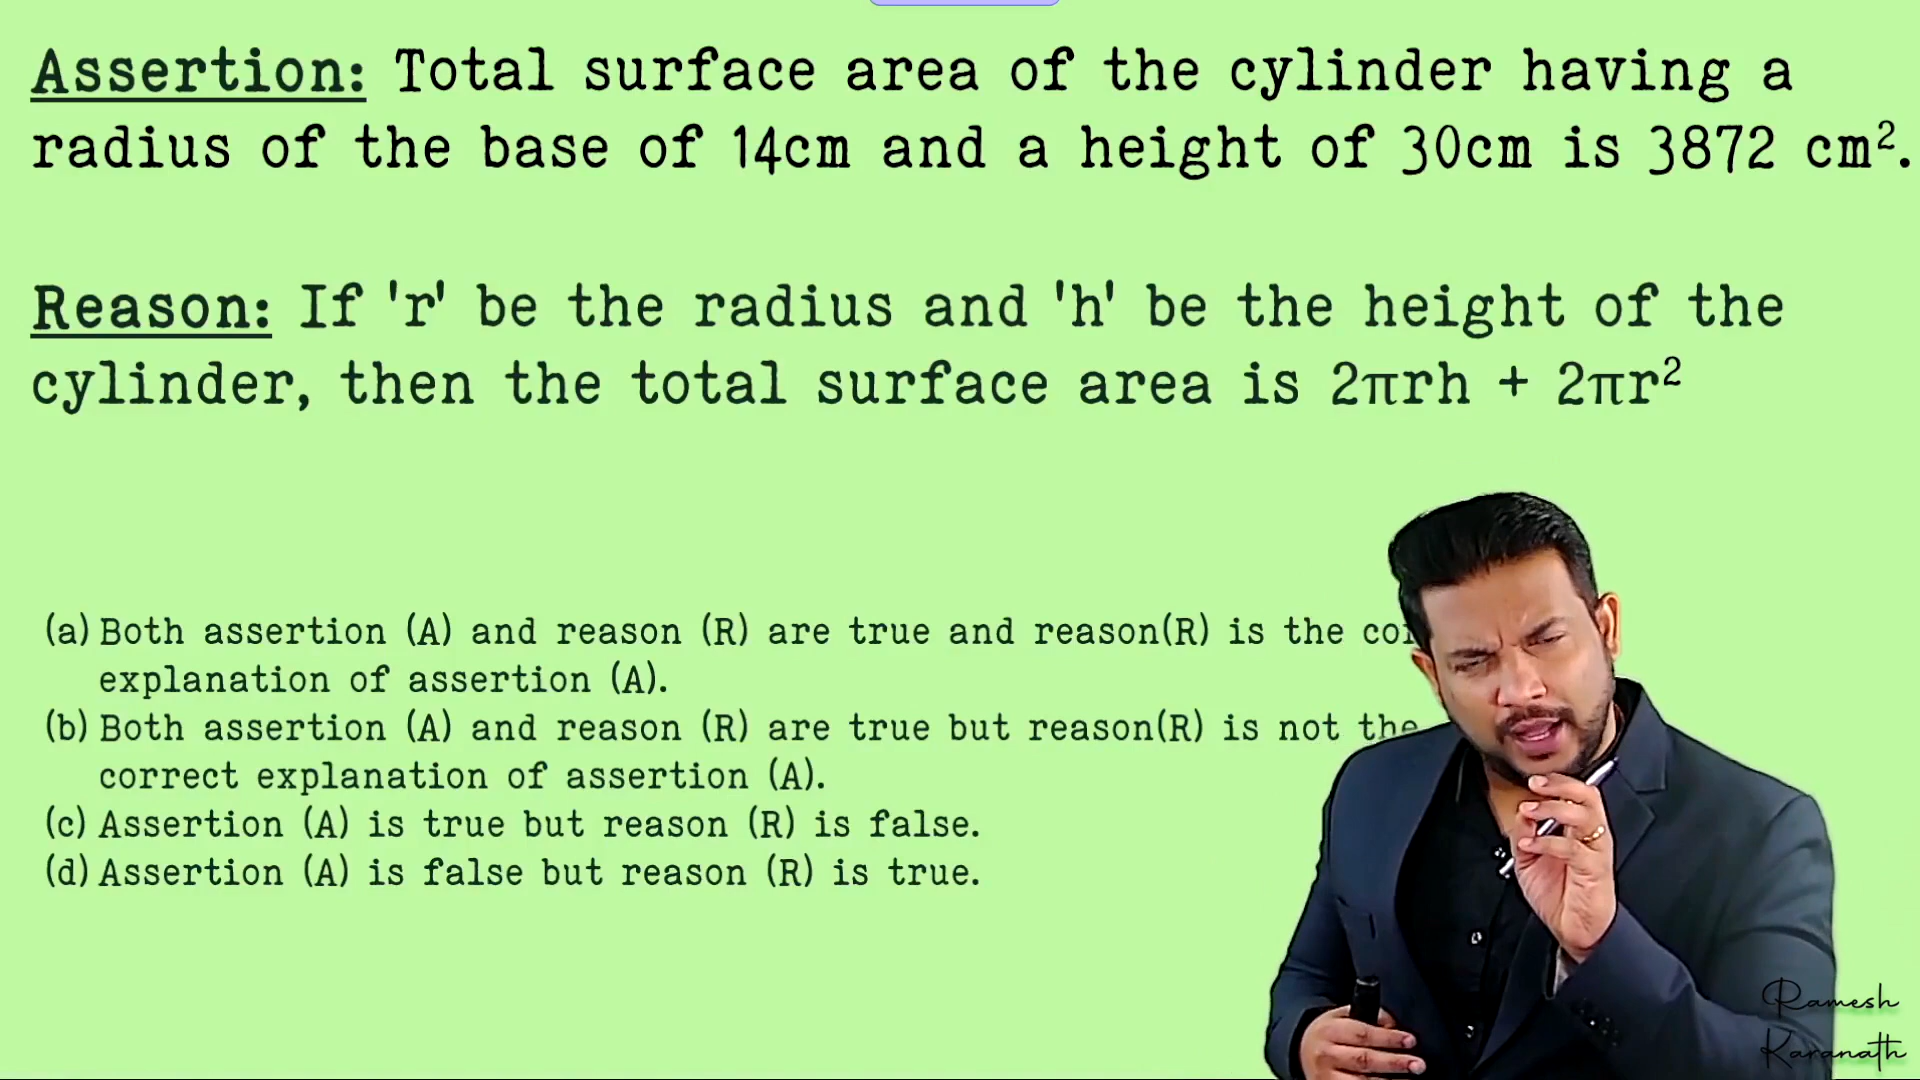 Assertion: Total surface area of the cylinder having a
radius of the base of 14cm and a height of 30cm is 3872 cm².
Reason: If 'r' be the radius and 'h' be the height of the
cylinder, then the total surface area is 2πrh + 2πr²
(a) Both assertion (A) and reason (R) are true and reason(R) is the
explanation of assertion (A).
(b) Both assertion (A) and reason (R) are true but reason(R) is not the
correct explanation of assertion (A).
(c) Assertion (A) is true but reason (R) is false.
(d) Assertion (A) is false but reason (R) is true.
Ramesh
Karanath